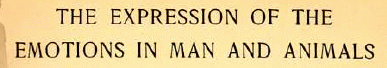 THE EXPRESSION OF THE
EMOTIONS IN MAN AND ANIMALS